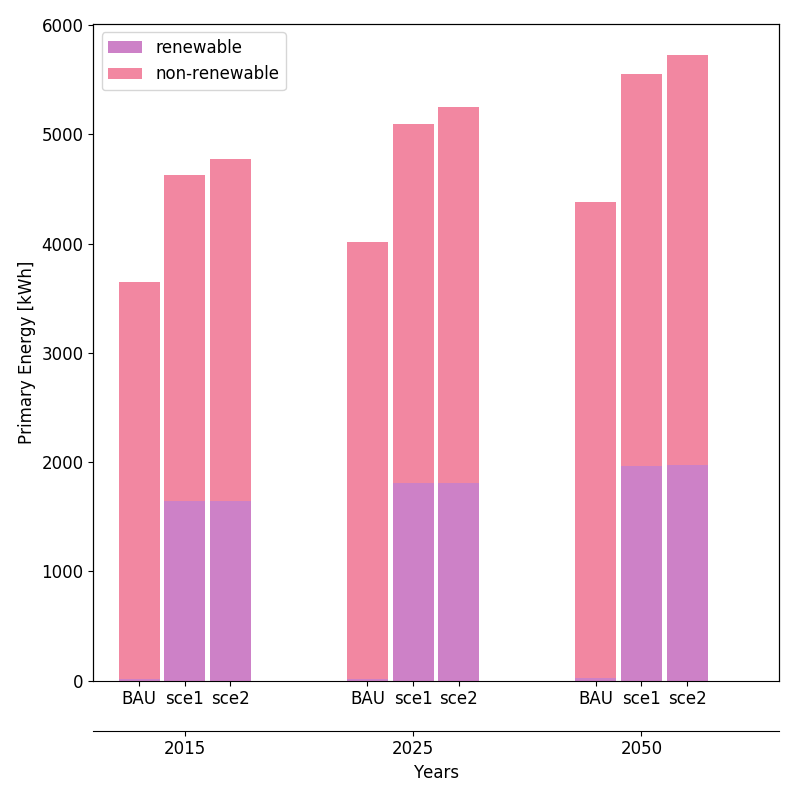 renewable
non-renewable
6000
5000
4000
3000
2000
1000
0
Primary Energy [kWh]
BAU sce1 sce2 BAU sce1 sce2 BAU sce1 sce2
2015 2025 2050
Years